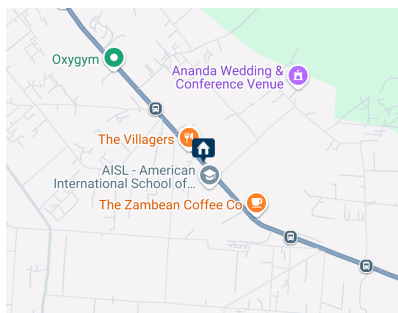 Oxygym
Ananda Wedding &
Conference Venue
The Villagers
AISL - American
International School of...
The Zambean Coffee Co